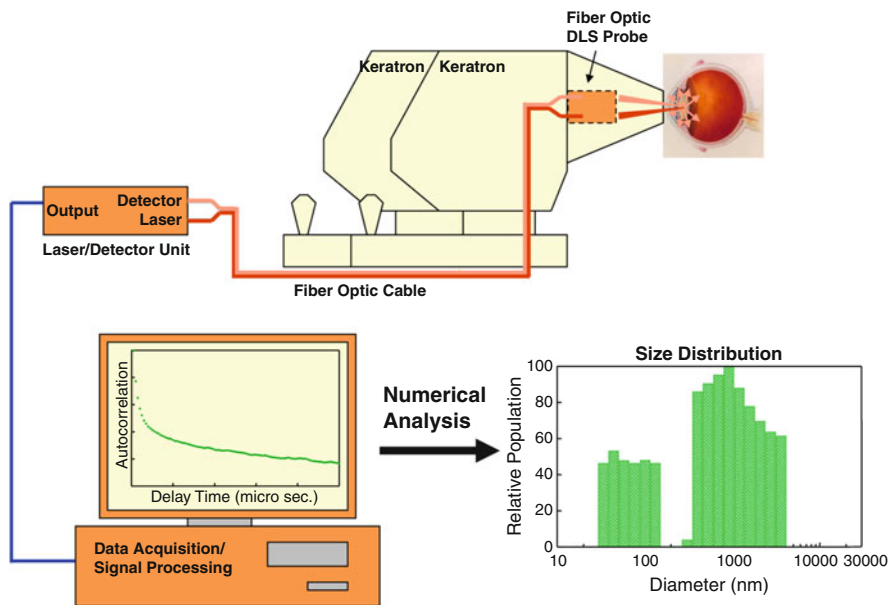 Fiber Optic
DLS Probe
Keratron Keratron
Output
Detector
Laser
Laser/Detector Unit
Fiber Optic Cable
Autocorrelation
Delay Time (micro sec.)
Data Acquisition/
Signal Processing
Numerical
Analysis
Size Distribution
Relative Population
100
80
60
40
20
0
10 100 1000 10000 30000
Diameter (nm)